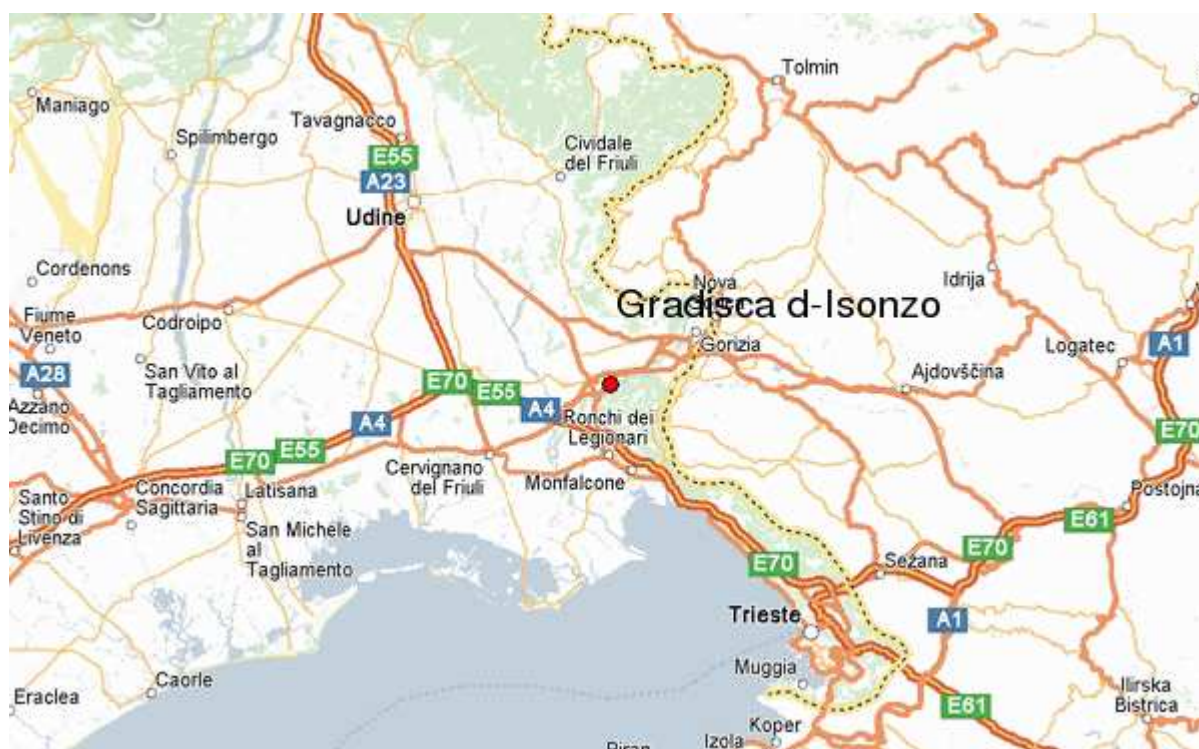 Tolmin
Maniago
Tavagnacco
Spilimbergo
Cividale
del Friuli
E55
A23
Udine
Cordenons
Idrija
Nova
Gradisca d-Isonzo
Fiume
Veneto
Codroipo
Gorizia
A1
Logatec
San Vito al
Tagliamento
A28
Ajdovščina
E70
E55
Azzano
Decimo
A4
A4
Ronchi dei
Legionari
E70
E55
E70
Cervignano
del Friuli
Monfalcone
Santo
Stino di
Livenza
Concordia
Sagittaria
Latisana
Postojna
San Michele
al
Tagliamento
E61
E70
E70
Sežana
Trieste
A1
Muggia
Caorle
Eraclea
E61
Ilirska
Bistrica
Koper
Izola
Piran